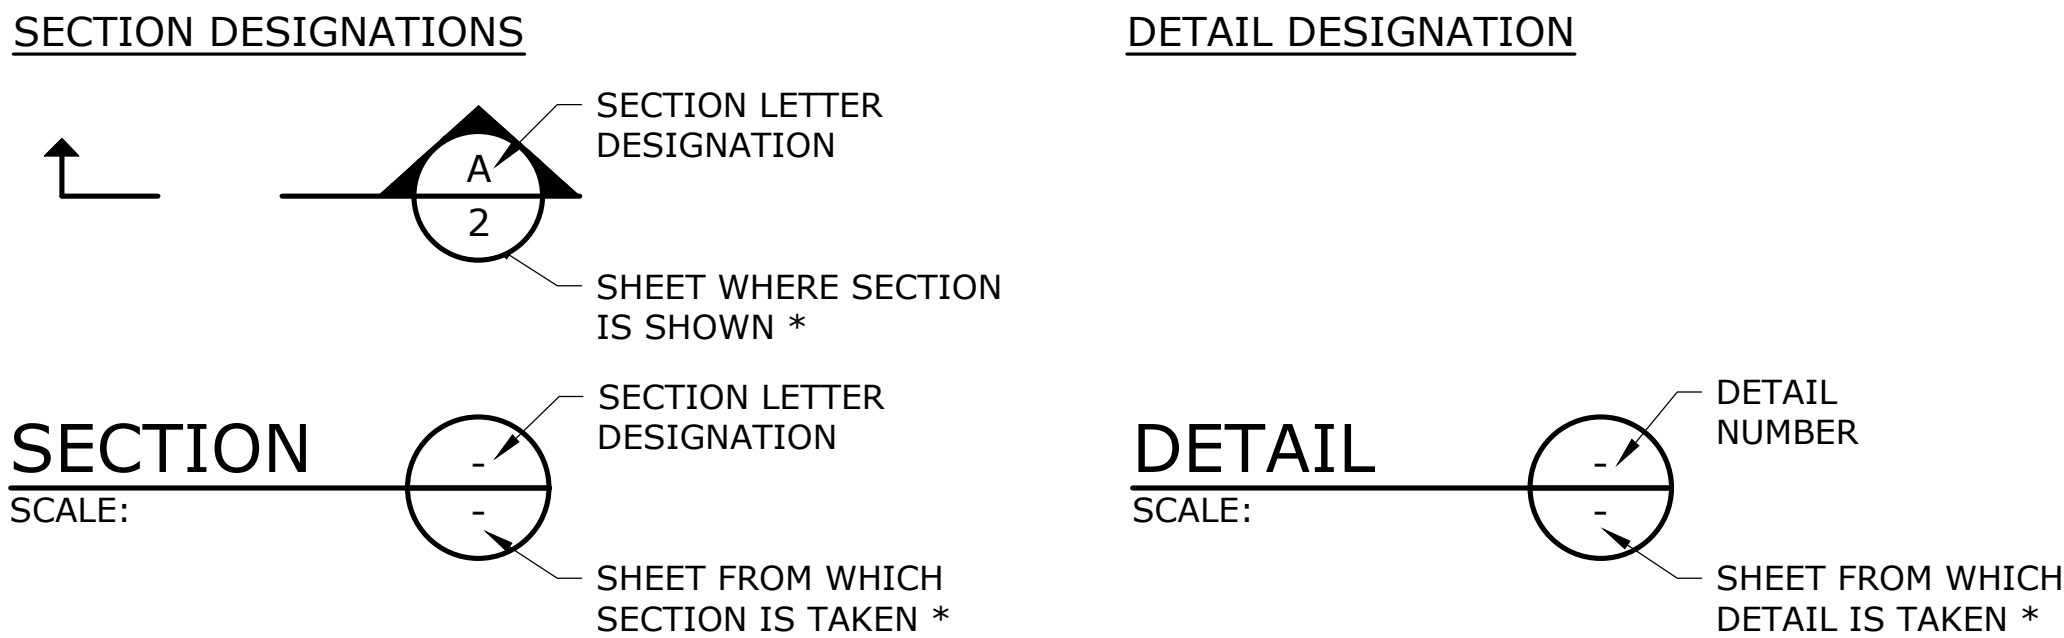 SECTION DESIGNATIONS
SECTION LETTER
DESIGNATION
A
2
SHEET WHERE SECTION
IS SHOWN *
SECTION LETTER
DESIGNATION
SECTION
-
SCALE:
-
SHEET FROM WHICH
SECTION IS TAKEN *
DETAIL DESIGNATION
DETAIL
NUMBER
DETAIL
-
SCALE:
-
SHEET FROM WHICH
DETAIL IS TAKEN *